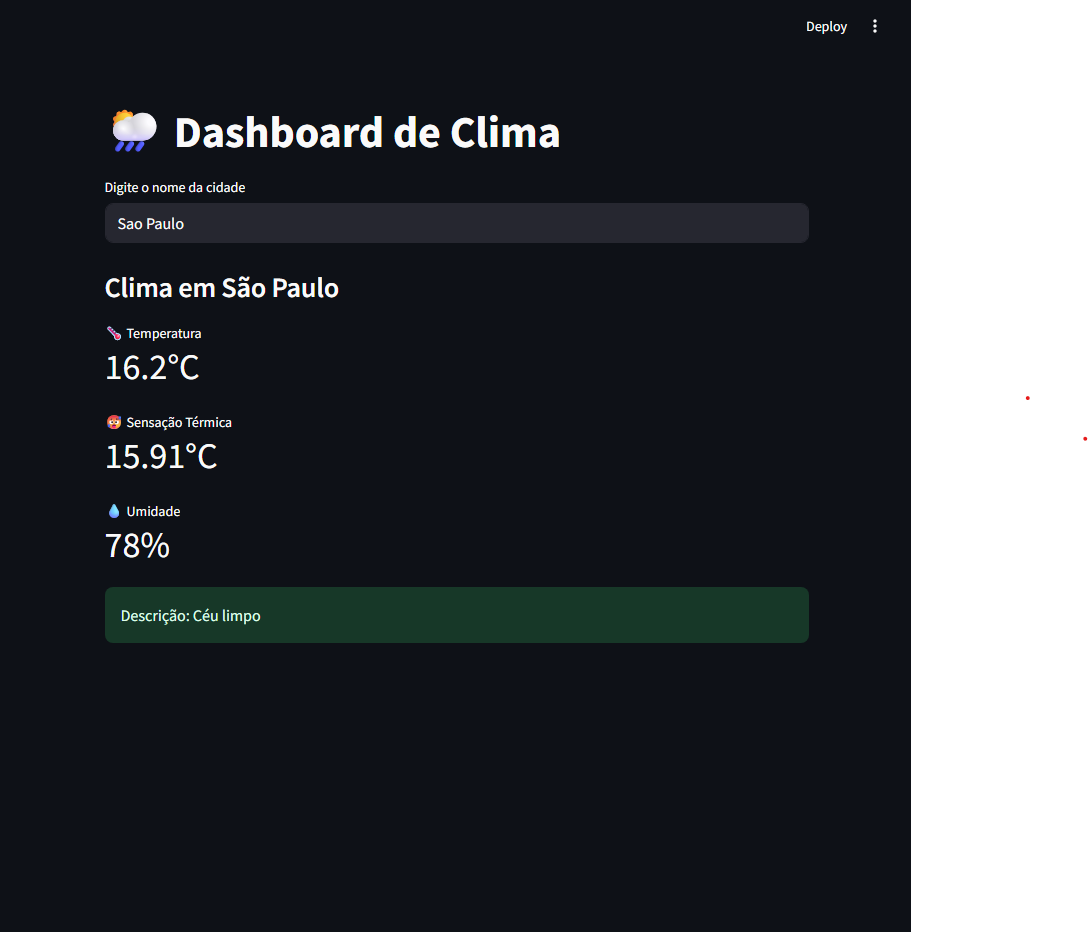 Deploy
Dashboard de Clima
Digite o nome da cidade
Sao Paulo
Clima em São Paulo
Temperatura
16.2°C
Sensação Térmica
15.91°C
Umidade
78%
Descrição: Céu limpo